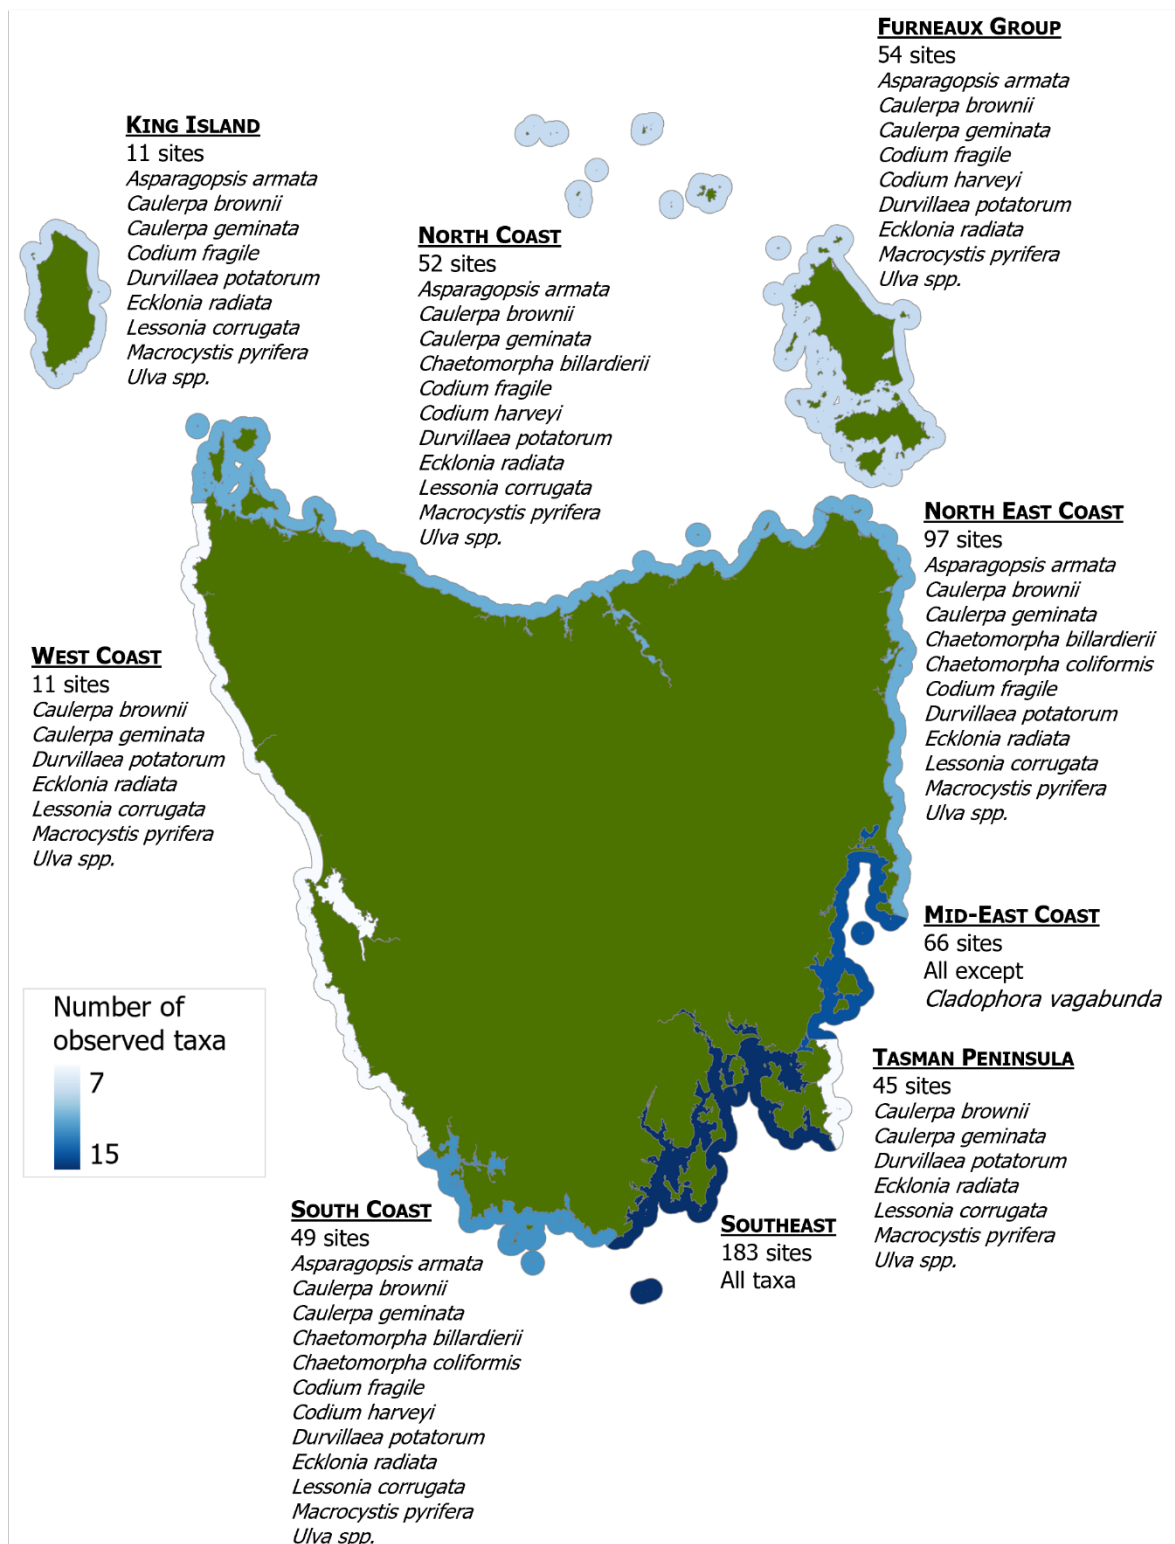 FURNEAUX GROUP
54 sites
Asparagopsis armata
Caulerpa brownii
Caulerpa geminata
Codium fragile
Codium harveyi
Durvillaea potatorum
Ecklonia radiata
Macrocystis pyrifera
Ulva spp.
KING ISLAND
11 sites
Asparagopsis armata
Caulerpa brownii
Caulerpa geminata
Codium fragile
Durvillaea potatorum
Ecklonia radiata
Lessonia corrugata
Macrocystis pyrifera
Ulva spp.
NORTH COAST
52 sites
Asparagopsis armata
Caulerpa brownii
Caulerpa geminata
Chaetomorpha billardierii
Codium fragile
Codium harveyi
Durvillaea potatorum
Ecklonia radiata
Lessonia corrugata
Macrocystis pyrifera
Ulva spp.
NORTH EAST COAST
97 sites
Asparagopsis armata
Caulerpa brownii
Caulerpa geminata
Chaetomorpha billardierii
Chaetomorpha coliformis
Codium fragile
Durvillaea potatorum
Ecklonia radiata
Lessonia corrugata
Macrocystis pyrifera
Ulva spp.
WEST COAST
11 sites
Caulerpa brownii
Caulerpa geminata
Durvillaea potatorum
Ecklonia radiata
Lessonia corrugata
Macrocystis pyrifera
Ulva spp.
MID-EAST COAST
66 sites
All except
Cladophora vagabunda
Number of
observed taxa
7
15
TASMAN PENINSULA
45 sites
Caulerpa brownii
Caulerpa geminata
Durvillaea potatorum
Ecklonia radiata
Lessonia corrugata
Macrocystis pyrifera
Ulva spp.
SOUTH COAST
49 sites
Asparagopsis armata
Caulerpa brownii
Caulerpa geminata
Chaetomorpha billardierii
Chaetomorpha coliformis
Codium fragile
Codium harveyi
Durvillaea potatorum
Ecklonia radiata
Lessonia corrugata
Macrocystis pyrifera
Ulva spp.
SOUTHEAST
183 sites
All taxa